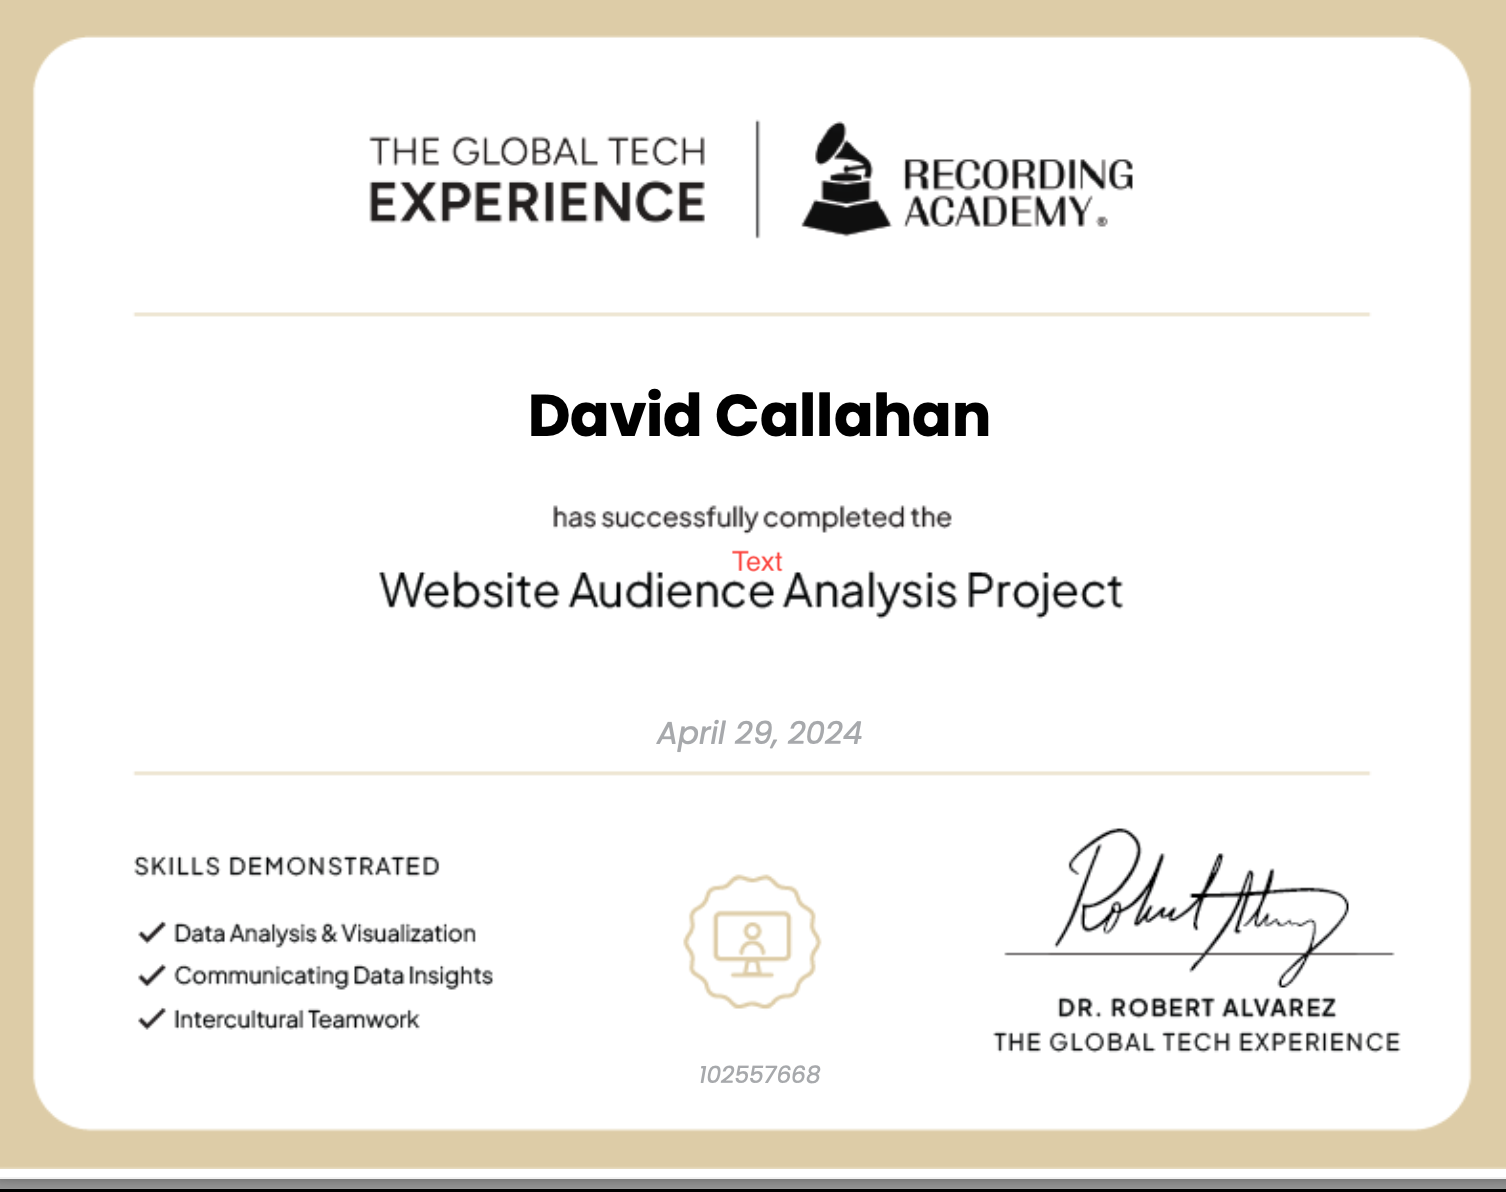 THE GLOBAL TECH
EXPERIENCE
RECORDING
ACADEMY®
David Callahan
has successfully completed the
Text
Website Audience Analysis Project
April 29, 2024
SKILLS DEMONSTRATED
Data Analysis & Visualization
Communicating Data Insights
Intercultural Teamwork
102557668
DR. ROBERT ALVAREZ
THE GLOBAL TECH EXPERIENCE